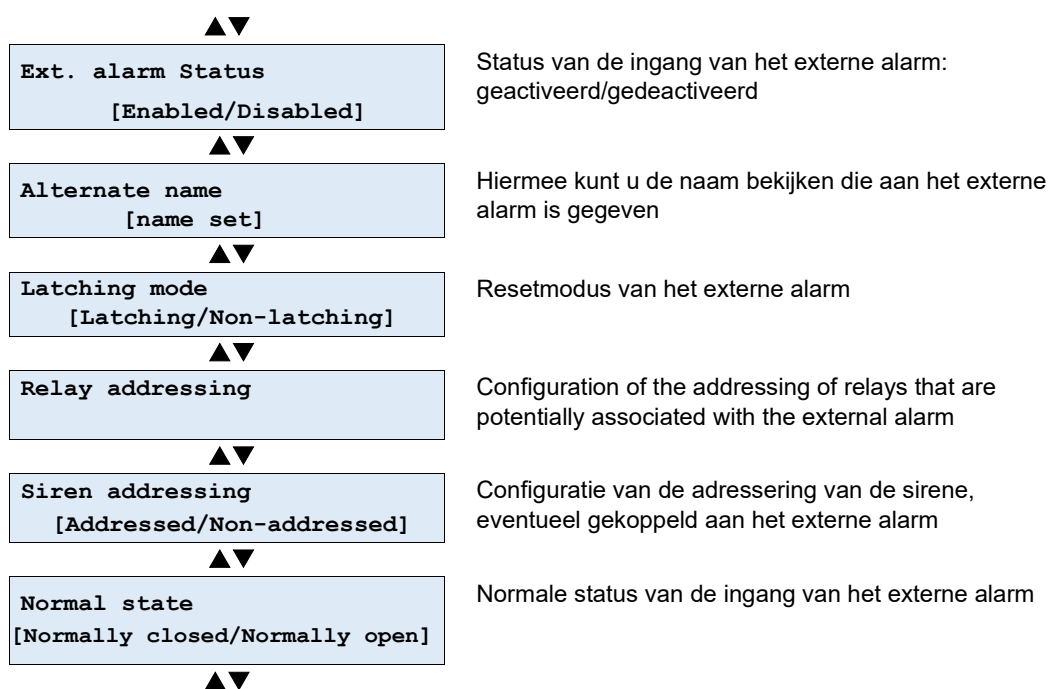 ▲▼
Ext. alarm Status
[Enabled/Disabled]
Status van de ingang van het externe alarm:
geactiveerd/gedeactiveerd
▲▼
Alternate name
[name set]
Hiermee kunt u de naam bekijken die aan het externe
alarm is gegeven
▲▼
Latching mode
[Latching/Non-latching]
Resetmodus van het externe alarm
▲▼
Relay addressing
Configuration of the addressing of relays that are
potentially associated with the external alarm
▲▼
Siren addressing
[Addressed/Non-addressed]
Configuratie van de adressering van de sirene,
eventueel gekoppeld aan het externe alarm
▲▼
Normal state
[Normally closed/Normally open]
Normale status van de ingang van het externe alarm
▲▼